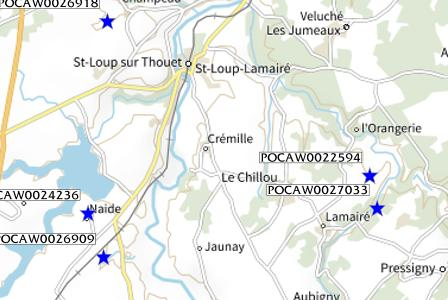 POCAW0026918
Champeau
Veluché
Les Jumeaux
St-Loup sur Thouet
St-Loup-Lamairé
l'Orangerie
Crémille
POCAW0022594
Le Chillou
POCAW0027033
CAW0024236
Naide
Lamairé
POCAW0026909
Jaunay
Pressigny
Aubigny